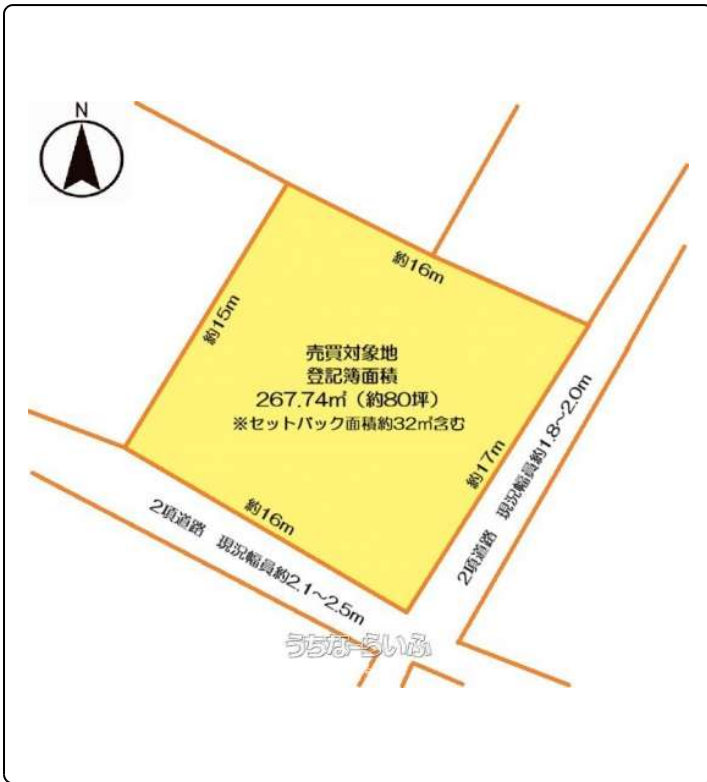 N
約16m
約15m
売買対象地
登記簿面積
267.74㎡（約80坪）
※セットバック面積約32㎡含む
約17m
2項道路　現況幅員約1.8～2.0m
約16m
2項道路　現況幅員約2.1～2.5m
うちなーらいふ